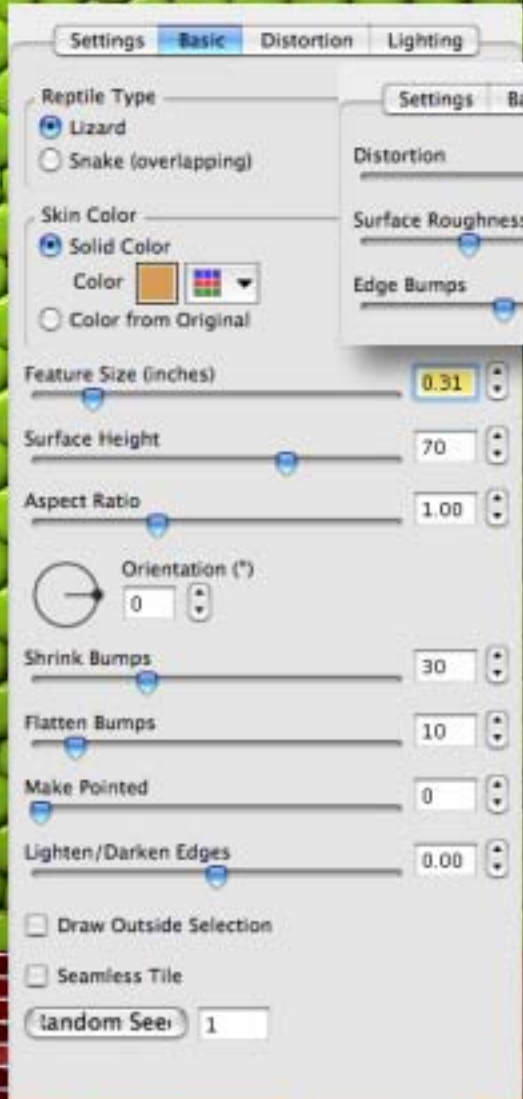 Settings Basic Distortion Lighting
Reptile Type
Lizard
Snake (overlapping)
Skin Color
Solid Color
Color
Color from Original
Settings Ba
Distortion
Surface Roughness
Edge Bumps
Feature Size (inches) 0.31
Surface Height 70
Aspect Ratio 1.00
Orientation (°)
0
Shrink Bumps 30
Flatten Bumps 10
Make Pointed 0
Lighten/Darken Edges 0.00
Draw Outside Selection
Seamless Tile
andom See 1